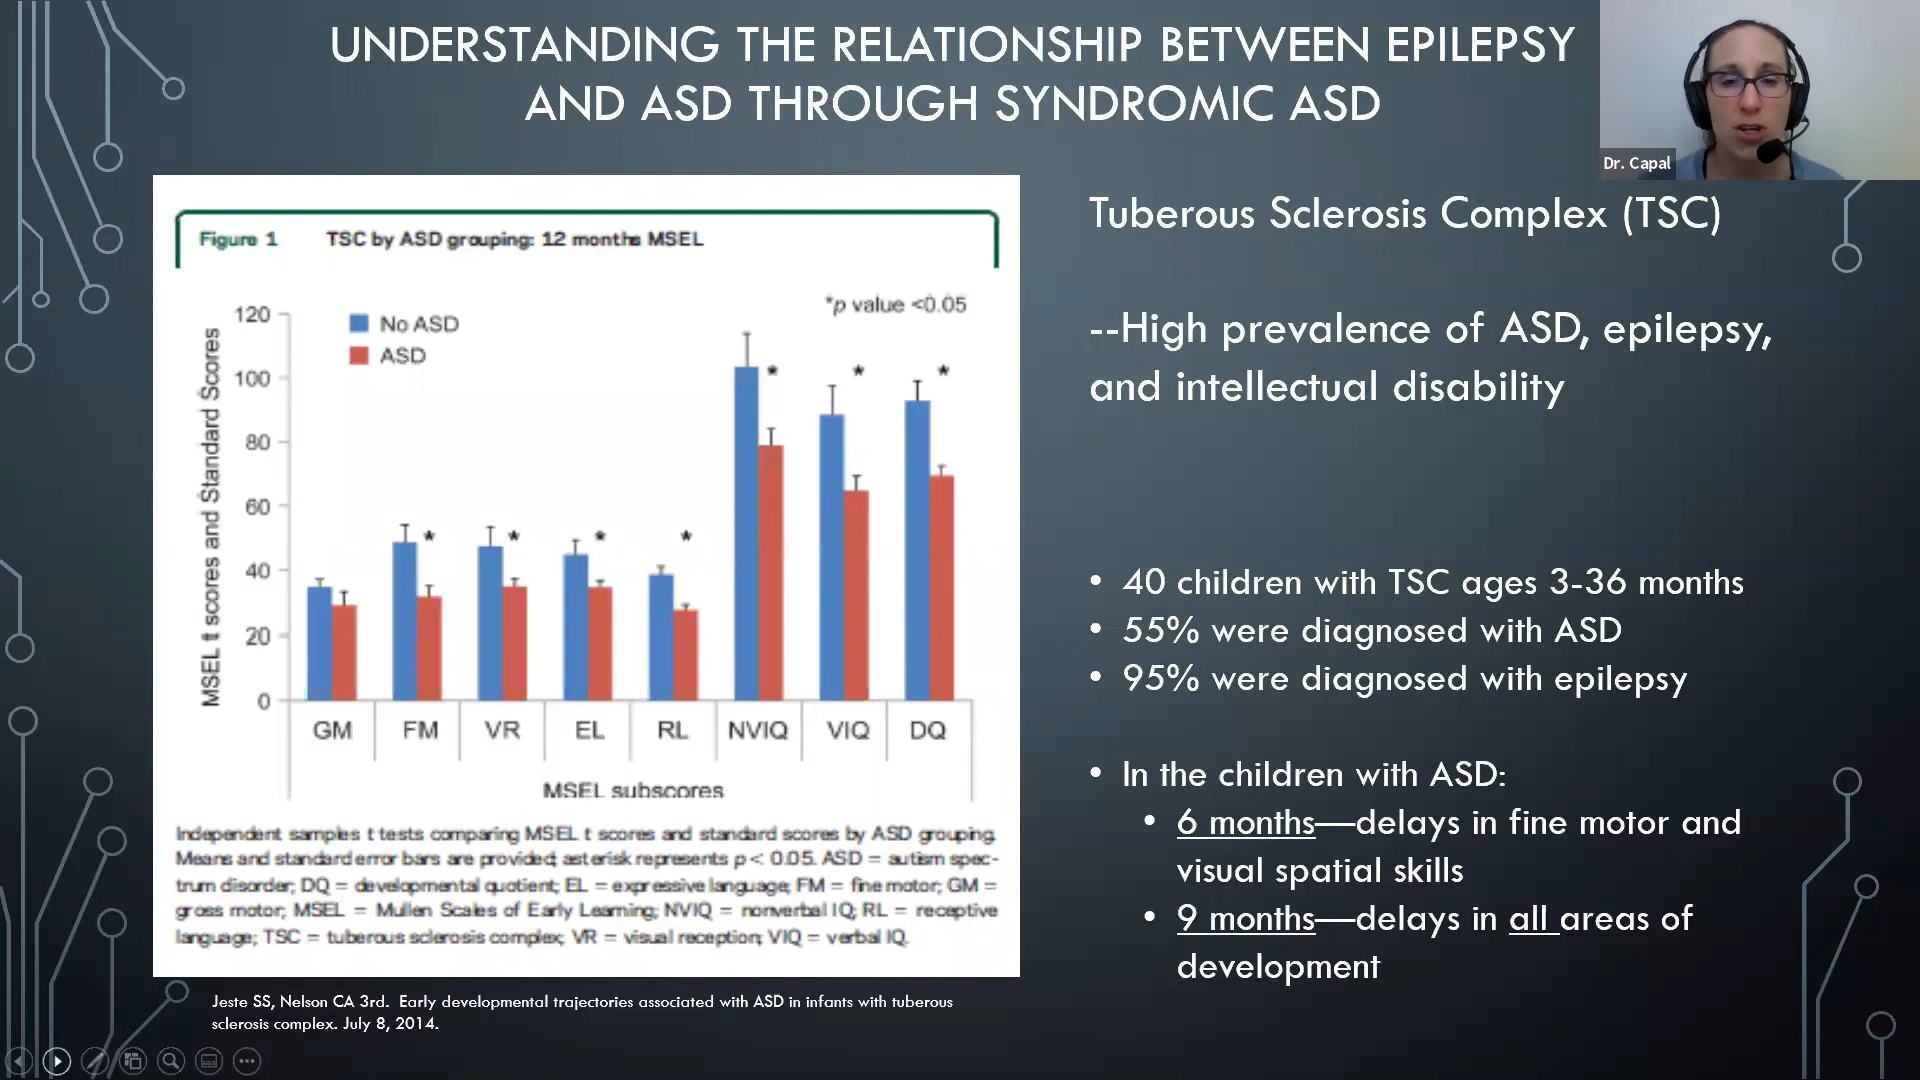 UNDERSTANDING THE RELATIONSHIP BETWEEN EPILEPSY
AND ASD THROUGH SYNDROMIC ASD
Dr. Capal
Figure 1 TSC by ASD grouping: 12 months MSEL
*p value <0.05
No ASD
ASD
MSEL t scores and Standard Scores
120
100
80
60
40
20
0
* * * * * * *
GM FM VR EL RL NVIQ VIQ DQ
MSEL subscores
Independent samples t tests comparing MSEL t scores and standard scores by ASD grouping.
Means and standard error bars are provided; asterisk represents p < 0.05. ASD = autism spec-
trum disorder; DQ = developmental quotient; EL = expressive language; FM = fine motor; GM =
gross motor; MSEL = Mullen Scales of Early Learning; NVIQ = nonverbal IQ; RL = receptive
language; TSC = tuberous sclerosis complex; VR = visual reception; VIQ = verbal IQ.
Jeste SS, Nelson CA 3rd. Early developmental trajectories associated with ASD in infants with tuberous
sclerosis complex. July 8, 2014.
Tuberous Sclerosis Complex (TSC)
--High prevalence of ASD, epilepsy,
and intellectual disability
• 40 children with TSC ages 3-36 months
• 55% were diagnosed with ASD
• 95% were diagnosed with epilepsy
• In the children with ASD:
• 6 months—delays in fine motor and
visual spatial skills
• 9 months—delays in all areas of
development